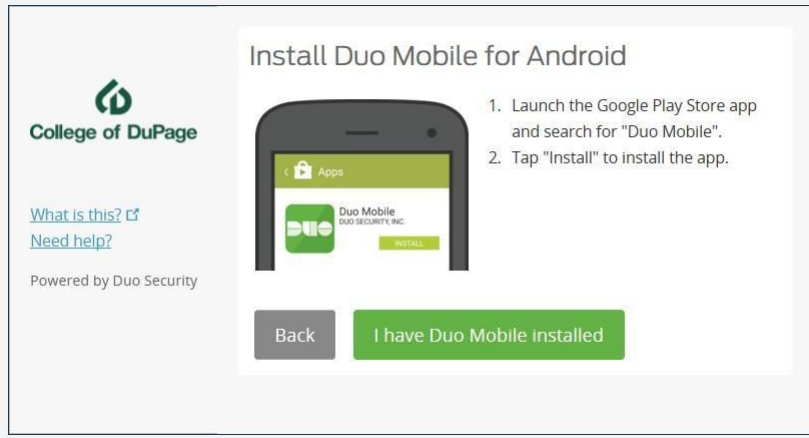 College of DuPage
What is this?
Need help?
Powered by Duo Security
Install Duo Mobile for Android
1. Launch the Google Play Store app
and search for "Duo Mobile".
2. Tap "Install" to install the app.
Apps
Duo Mobile
DUO SECURITY, INC.
DUO
INSTALL
Back
I have Duo Mobile installed